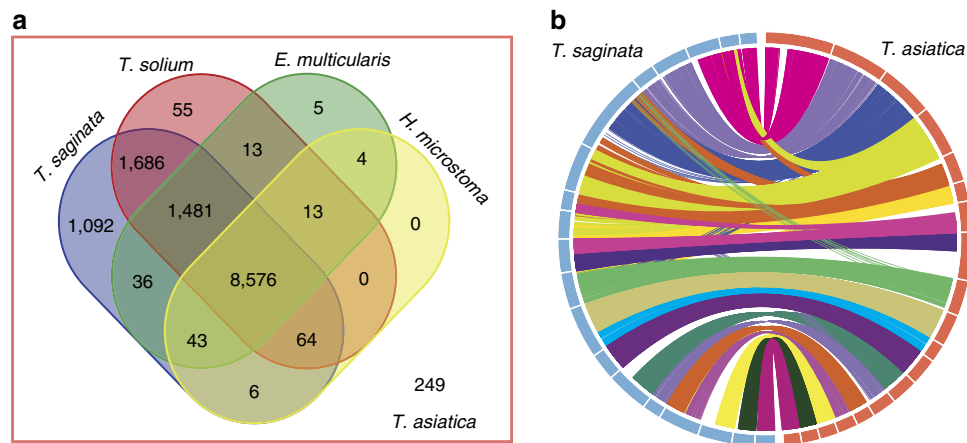 a
b
T. solium
E. multicularis
T. saginata
H. microstoma
55
5
1,686
13
4
1,092
1,481
13
0
36
8,576
0
43
64
6
249
T. asiatica
T. saginata
T. asiatica